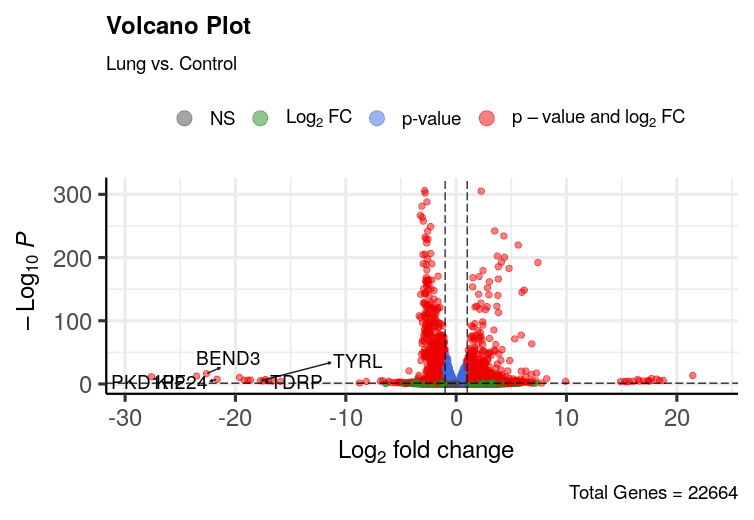 Volcano Plot
Lung vs. Control
NS Log2 FC p-value p – value and log2 FC
– Log10 P
300
200
100
0
BEND3
TYRL
TDRP
-30 -20 -10 0 10 20
Log2 fold change
Total Genes = 22664